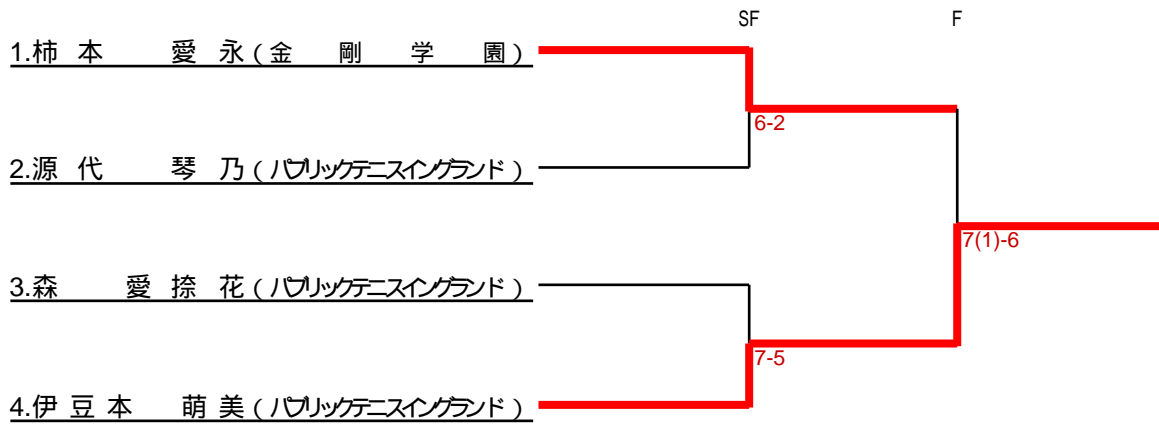 SF F
1.柿本 愛永(金剛学園)
6-2
2.源代 琴乃(パブリックテニスイングランド)
7(1)-6
3.森 愛捺花(パブリックテニスイングランド)
7-5
4.伊豆本 萌美(パブリックテニスイングランド)